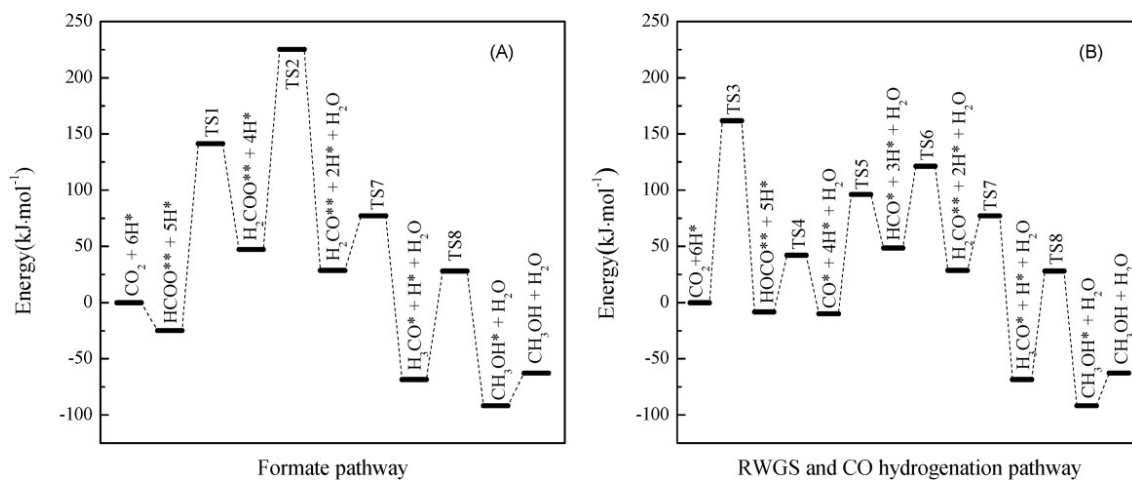 250
200
150
100
50
0
-50
-100
Energy(kJ·mol⁻¹)
(A)
CO₂ + 6H*
HCOO** + 5H*
TS1
H₂COO** + 4H*
TS2
H₂CO** + 2H* + H₂O
TS7
H₃CO* + H* + H₂O
TS8
CH₃OH* + H₂O
CH₃OH + H₂O
Formate pathway
250
200
150
100
50
0
-50
-100
Energy(kJ·mol⁻¹)
(B)
CO₂ +6H*
TS3
HOCO** + 5H*
TS4
CO* + 4H* + H₂O
TS5
HCO* + 3H* + H₂O
TS6
H₂CO** + 2H* + H₂O
TS7
H₃CO* + H* + H₂O
TS8
CH₃OH* + H₂O
CH₃OH + H₂O
RWGS and CO hydrogenation pathway